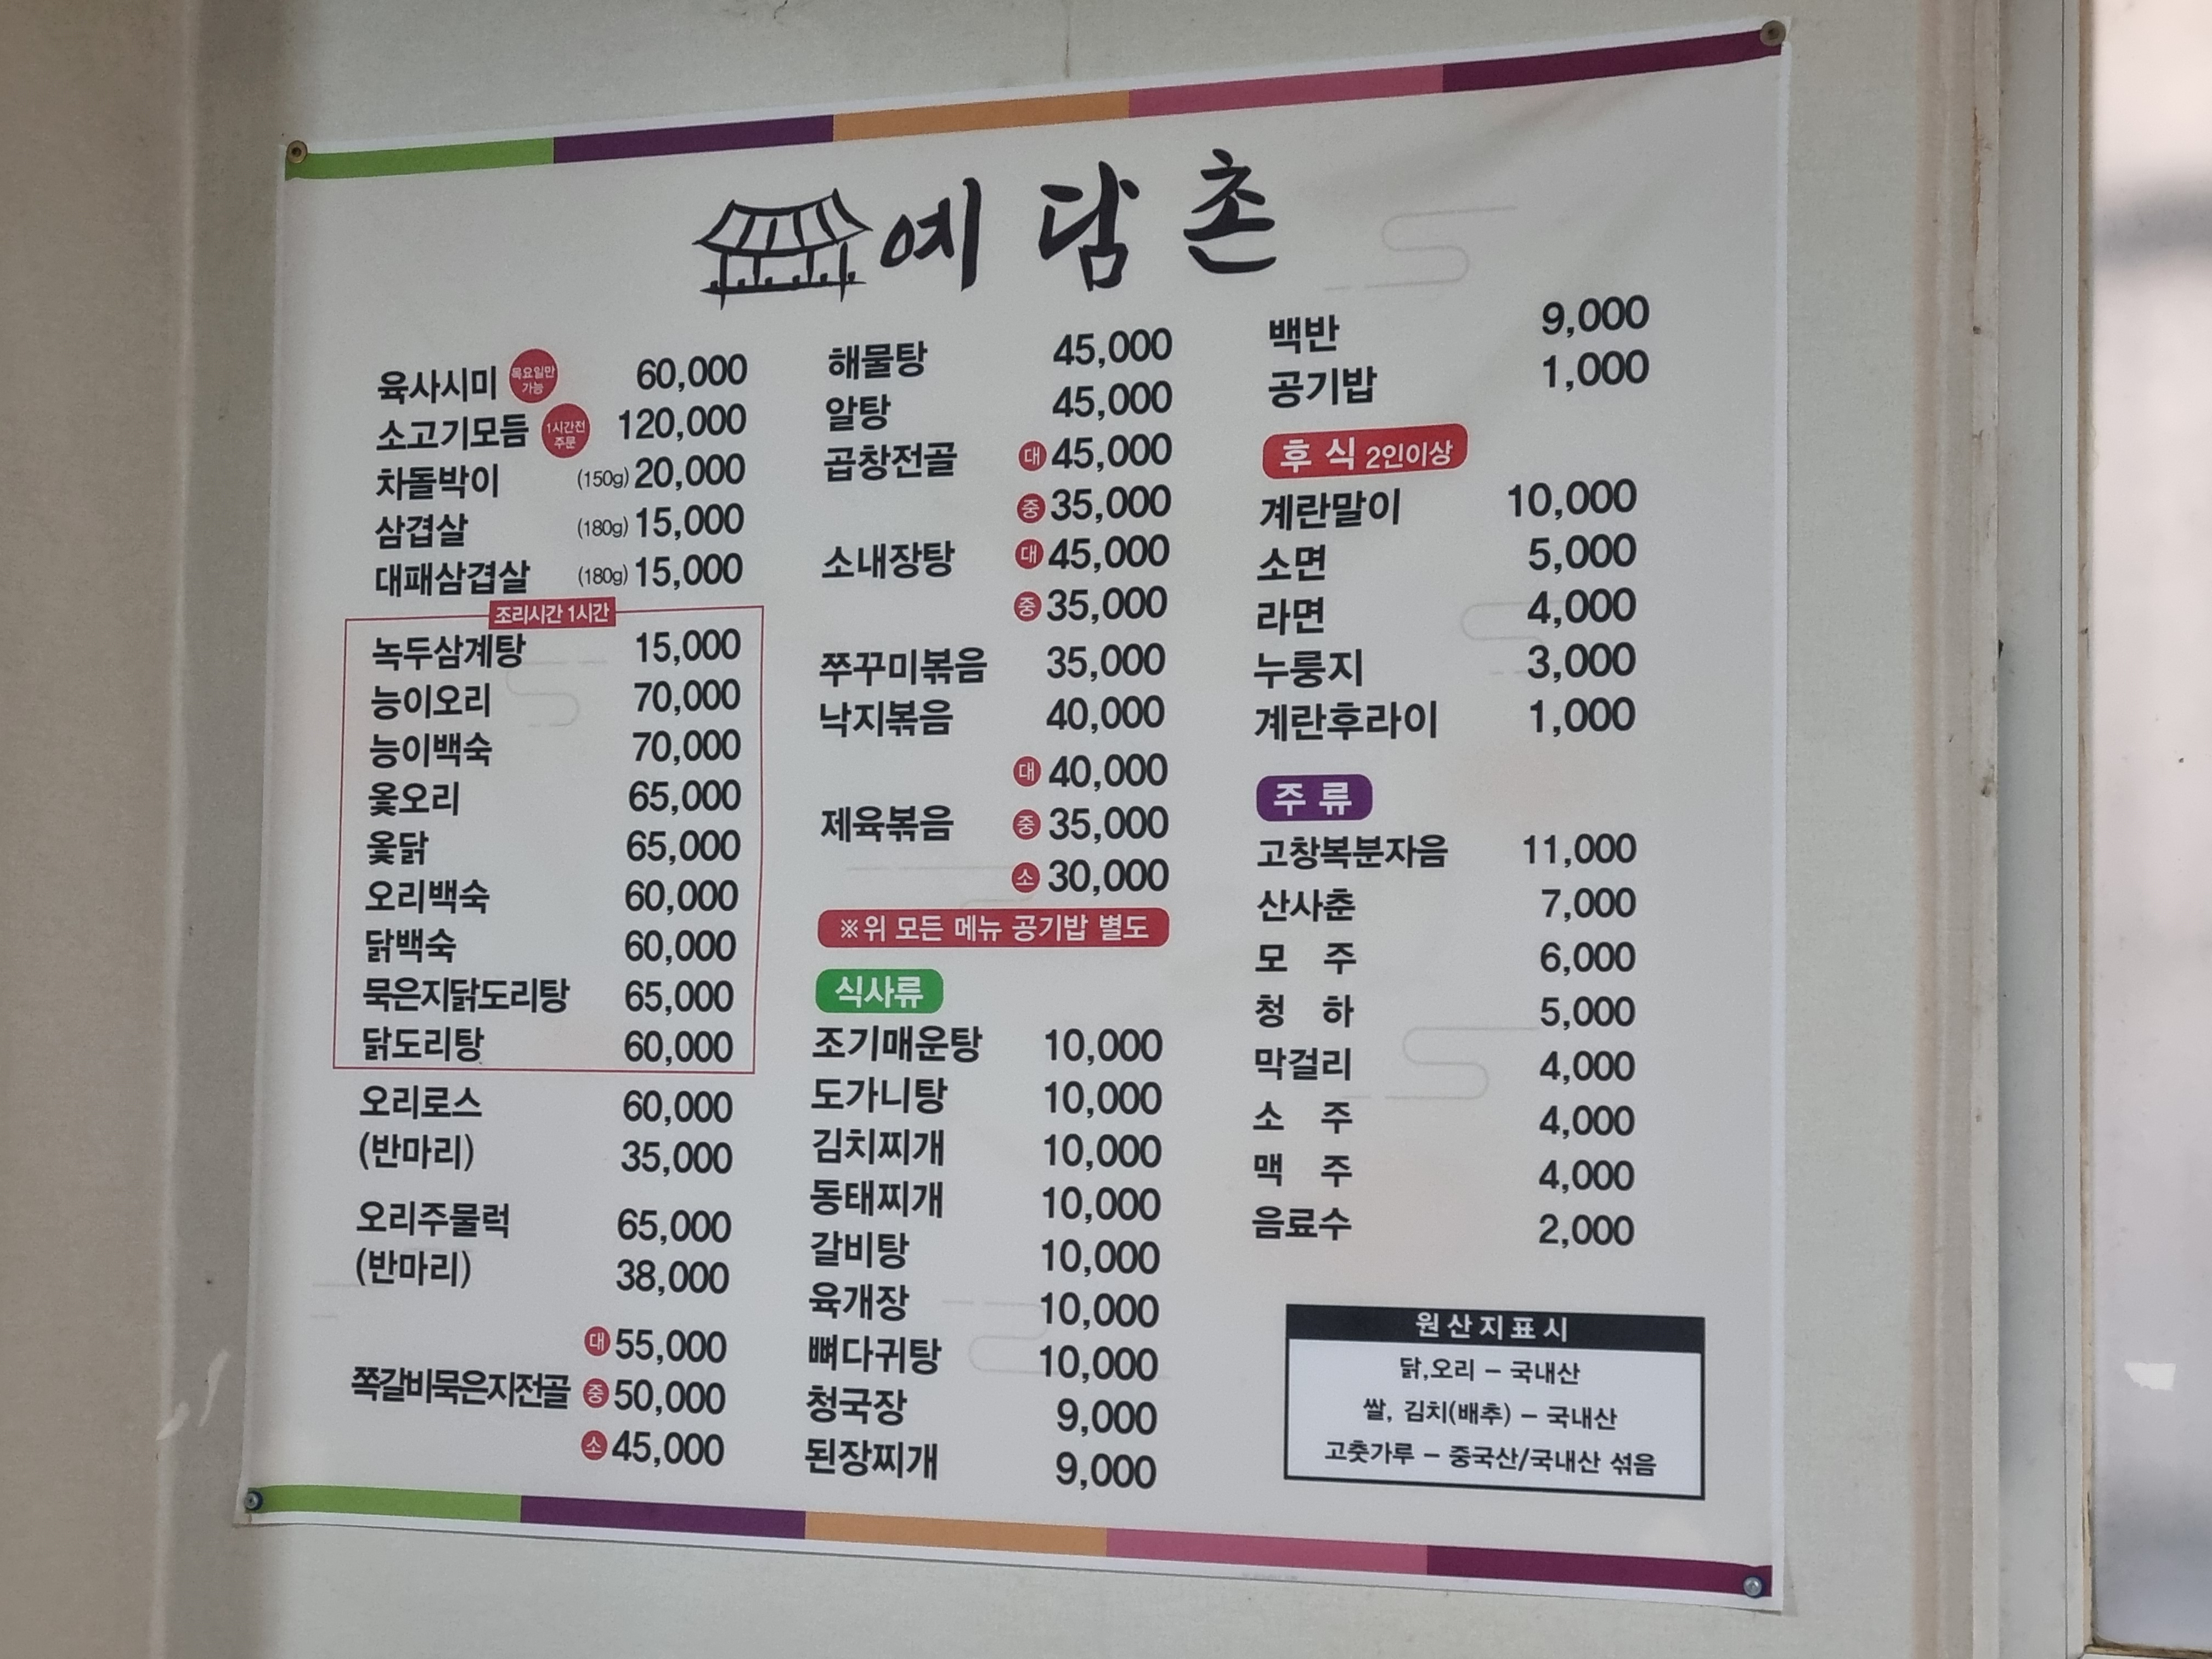 예담촌
육사시미 목요일만 가능 60,000
소고기모듬 1시간전 주문 120,000
차돌박이 (150g) 20,000
삼겹살 (180g) 15,000
대패삼겹살 (180g) 15,000
조리시간 1시간
녹두삼계탕 15,000
능이오리 70,000
능이백숙 70,000
옻오리 65,000
옻닭 65,000
오리백숙 60,000
닭백숙 60,000
묵은지닭도리탕 65,000
닭도리탕 60,000
오리로스 60,000
(반마리) 35,000
오리주물럭 65,000
(반마리) 38,000
대 55,000
쪽갈비묵은지전골 중 50,000
소 45,000
해물탕 45,000
알탕 45,000
곱창전골 대 45,000
중 35,000
소내장탕 대 45,000
중 35,000
쭈꾸미볶음 35,000
낙지볶음 40,000
대 40,000
제육볶음 중 35,000
소 30,000
※위 모든 메뉴 공기밥 별도
식사류
조기매운탕 10,000
도가니탕 10,000
김치찌개 10,000
동태찌개 10,000
갈비탕 10,000
육개장 10,000
뼈다귀탕 10,000
청국장 9,000
된장찌개 9,000
백반 9,000
공기밥 1,000
후 식 2인이상
계란말이 10,000
소면 5,000
라면 4,000
누룽지 3,000
계란후라이 1,000
주 류
고창복분자음 11,000
산사춘 7,000
모 주 6,000
청 하 5,000
막걸리 4,000
소 주 4,000
맥 주 4,000
음료수 2,000
원산지표시
닭,오리 - 국내산
쌀, 김치(배추) - 국내산
고춧가루 - 중국산/국내산 섞음